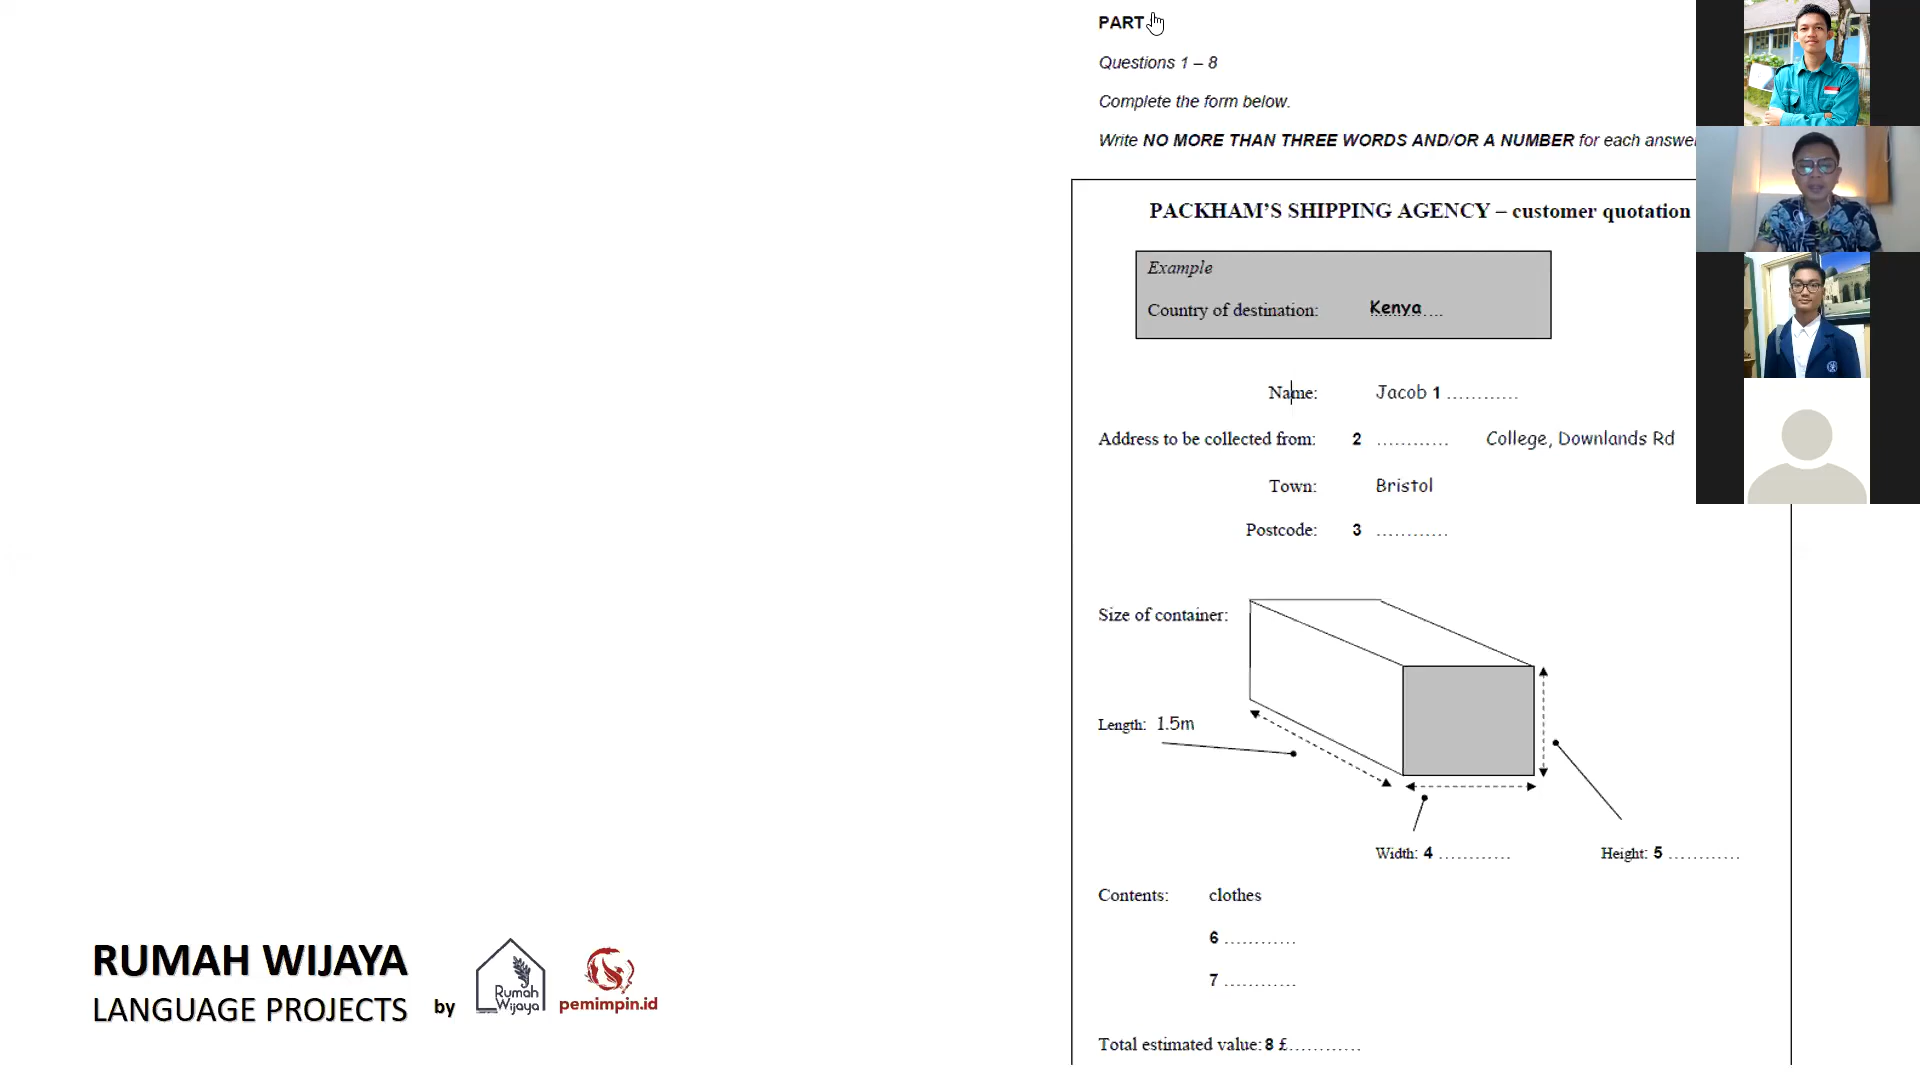 PART
Questions 1 – 8
Complete the form below.
Write NO MORE THAN THREE WORDS AND/OR A NUMBER for each
PACKHAM'S SHIPPING AGENCY – customer quotation
Example
Country of destination: Kenya....
Name: Jacob 1 ............
Address to be collected from: 2 ............ College, Downlands Rd
Town: Bristol
Postcode: 3 ............
Size of container:
Length: 1.5m
Width: 4 ............ Height: 5 ............
Contents: clothes
6 ............
7 ............
Total estimated value: 8 £............
RUMAH WIJAYA
LANGUAGE PROJECTS by
Rumah
Wijaya
pemimpin.id